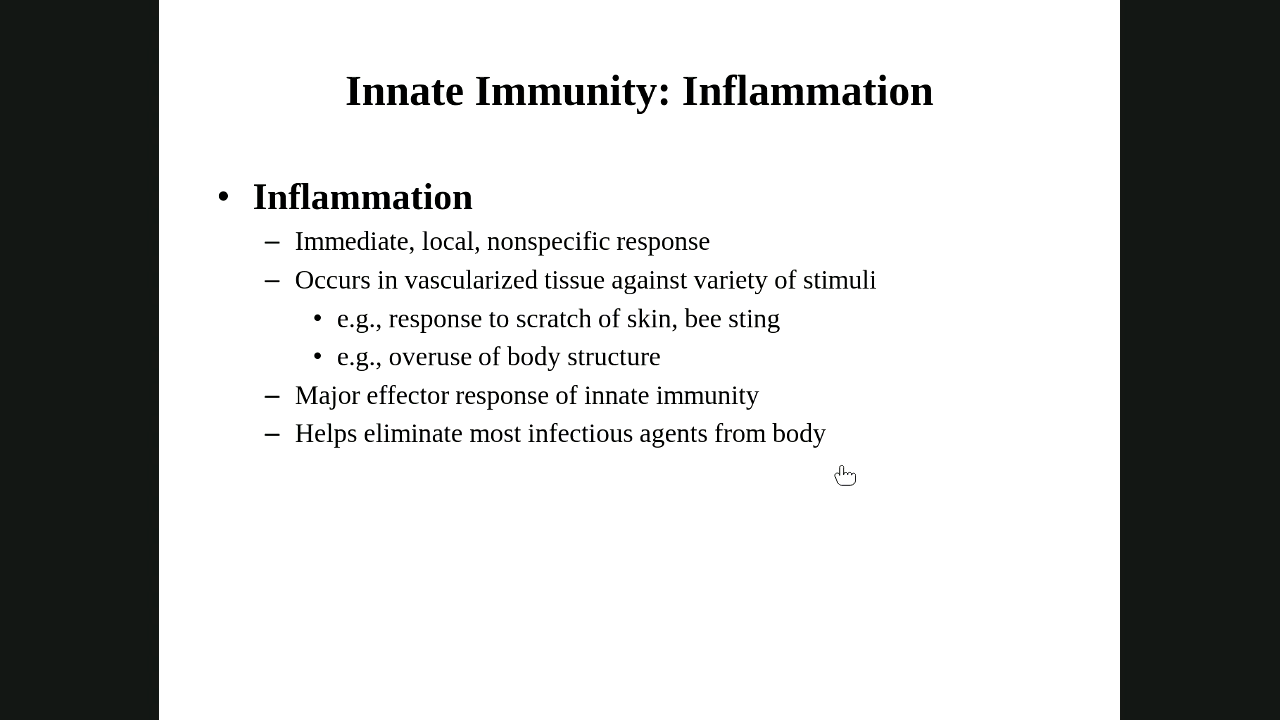 Innate Immunity: Inflammation
• Inflammation
– Immediate, local, nonspecific response
– Occurs in vascularized tissue against variety of stimuli
• e.g., response to scratch of skin, bee sting
• e.g., overuse of body structure
– Major effector response of innate immunity
– Helps eliminate most infectious agents from body